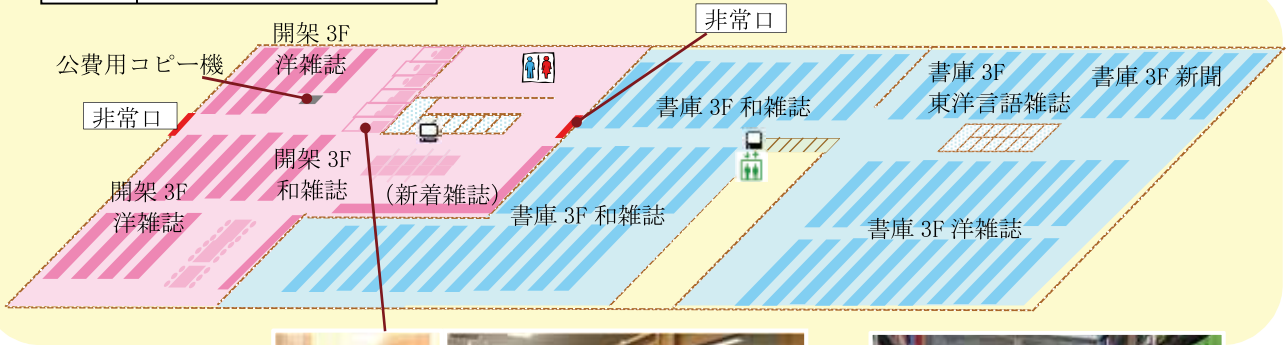 開架 3F
洋雑誌
公費用コピー機
非常口
非常口
書庫 3F 和雑誌
書庫 3F
東洋言語雑誌
書庫 3F 新聞
開架 3F
和雑誌
(新着雑誌)
開架 3F
洋雑誌
書庫 3F 和雑誌
書庫 3F 洋雑誌